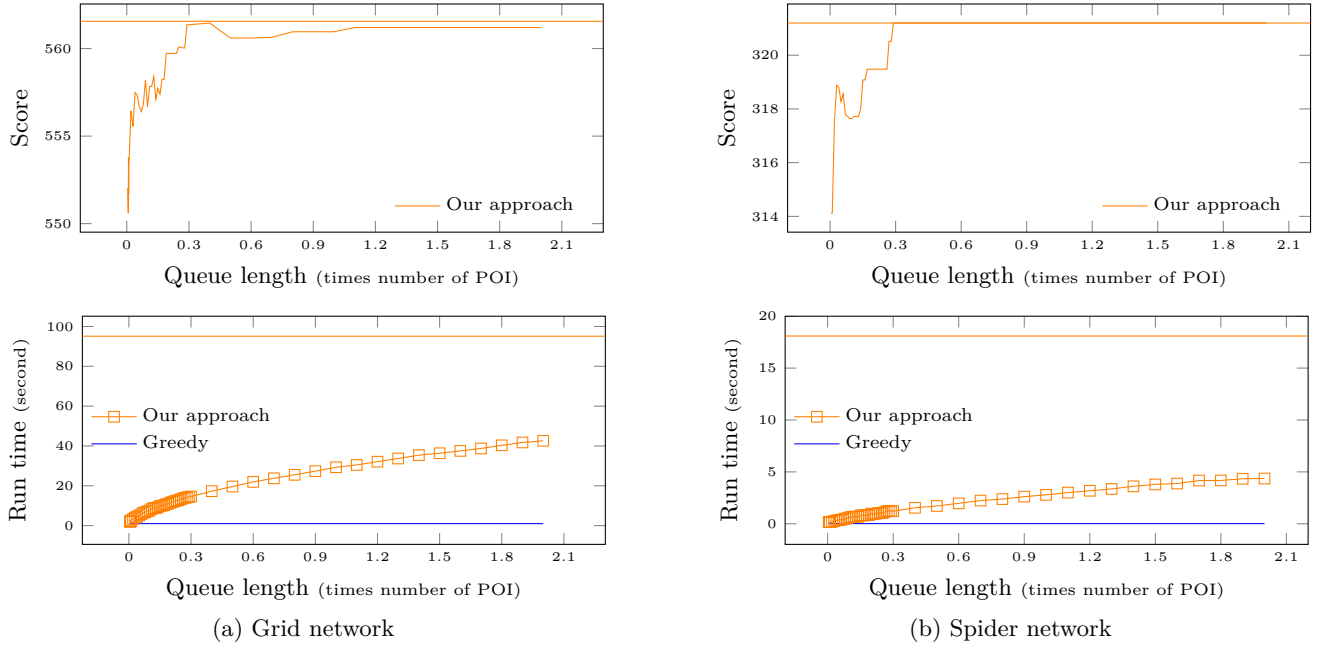 560
555
550
Score
Our approach
0 0.3 0.6 0.9 1.2 1.5 1.8 2.1
Queue length (times number of POI)
320
318
316
314
Score
Our approach
0 0.3 0.6 0.9 1.2 1.5 1.8 2.1
Queue length (times number of POI)
100
80
60
40
20
0
Run time (second)
Our approach
Greedy
0 0.3 0.6 0.9 1.2 1.5 1.8 2.1
Queue length (times number of POI)
(a) Grid network
20
15
10
5
0
Run time (second)
Our approach
Greedy
0 0.3 0.6 0.9 1.2 1.5 1.8 2.1
Queue length (times number of POI)
(b) Spider network